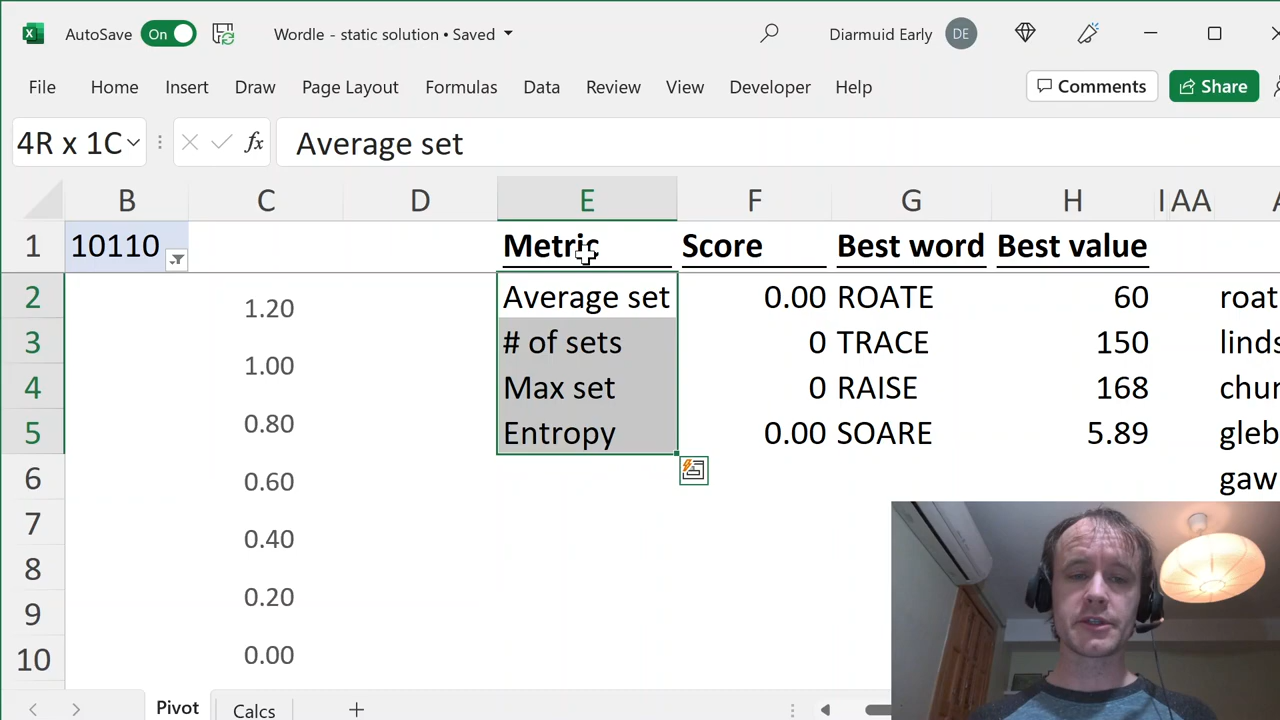 AutoSave On Wordle - static solution • Saved Diarmuid Early DE
File Home Insert Draw Page Layout Formulas Data Review View Developer Help Comments Share
4R x 1C fx Average set
B C D E F G H I AA
1 10110 Metric Score Best word Best value
2 Average set 0.00 ROATE 60 roat
3 # of sets 0 TRACE 150 linds
4 Max set 0 RAISE 168 chur
5 Entropy 0.00 SOARE 5.89 gleb
6 gaw
7
8
9
10
1.20
1.00
0.80
0.60
0.40
0.20
0.00
Pivot Calcs